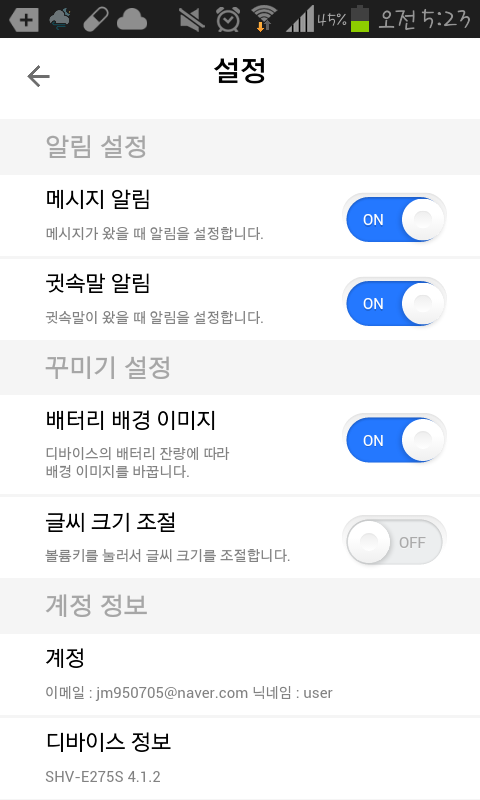 45% 오전 5:23
설정
알림 설정
메시지 알림
메시지가 왔을 때 알림을 설정합니다.
ON
귓속말 알림
귓속말이 왔을 때 알림을 설정합니다.
ON
꾸미기 설정
배터리 배경 이미지
디바이스의 배터리 잔량에 따라
배경 이미지를 바꿉니다.
ON
글씨 크기 조절
볼륨키를 눌러서 글씨 크기를 조절합니다.
OFF
계정 정보
계정
이메일 : jm950705@naver.com 닉네임 : user
디바이스 정보
SHV-E275S 4.1.2